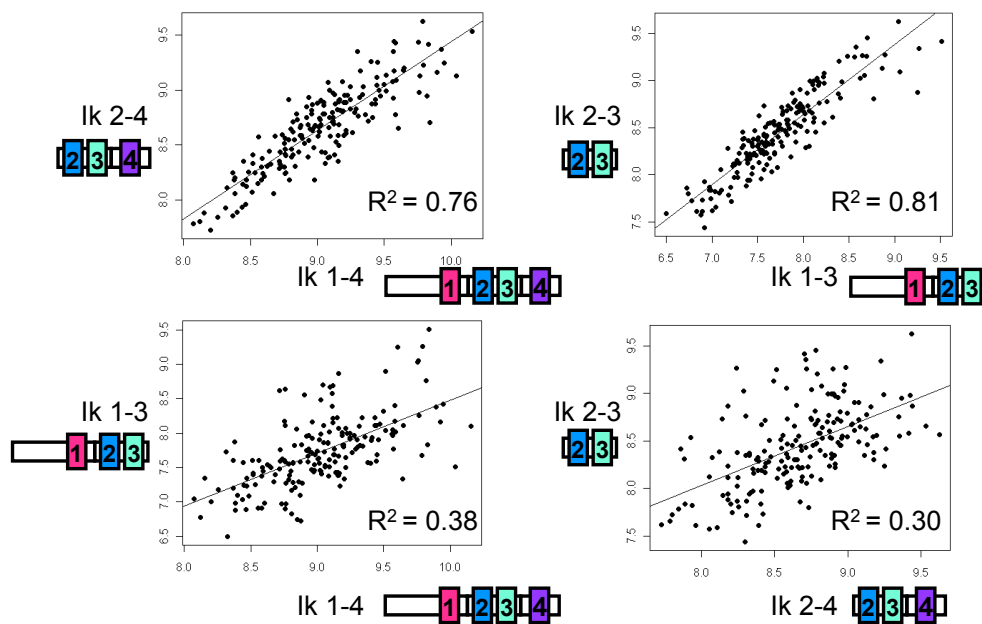 9.5
9.0
8.5
8.0
Ik 2-4
2 3 4
R² = 0.76
8.0 8.5 9.0 9.5 10.0
Ik 1-4
1 2 3 4
9.5
9.0
8.5
8.0
7.5
Ik 2-3
2 3
R² = 0.81
6.5 7.0 7.5 8.0 8.5 9.0 9.5
Ik 1-3
1 2 3
9.5
9.0
8.5
8.0
7.5
7.0
6.5
Ik 1-3
1 2 3
R² = 0.38
8.0 8.5 9.0 9.5 10.0
Ik 1-4
1 2 3 4
9.5
9.0
8.5
8.0
7.5
Ik 2-3
2 3
R² = 0.30
8.0 8.5 9.0 9.5
Ik 2-4
2 3 4